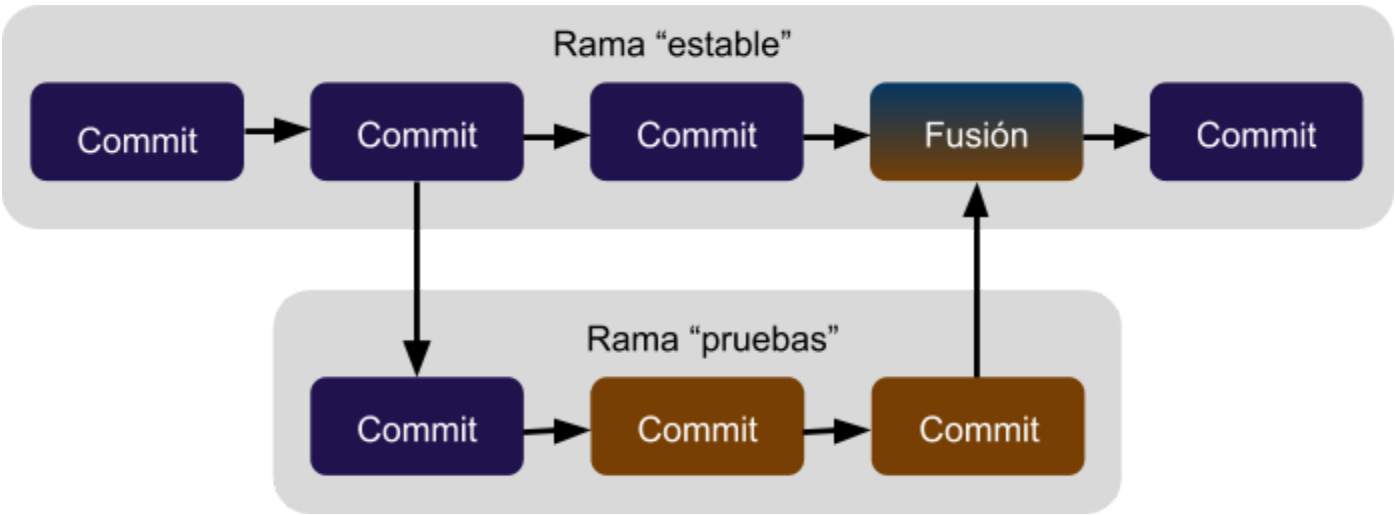 Rama “estable”
Commit
Commit
Commit
Fusión
Commit
Rama “pruebas”
Commit
Commit
Commit